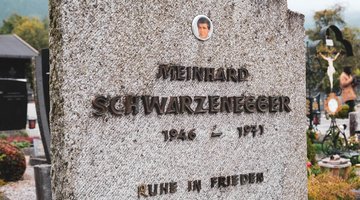 MEINHARD
SCHWARZENEGGER
1946 - 1971
RUHE IN FRIEDEN